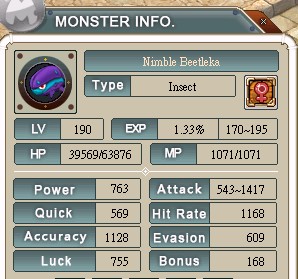 MONSTER INFO.
Nimble Beetleka
Type Insect
LV 190 EXP 1.33% 170~195
HP 39569/63876 MP 1071/1071
Power 763 Attack 543~1417
Quick 569 Hit Rate 1168
Accuracy 1128 Evasion 609
Luck 755 Bonus 168